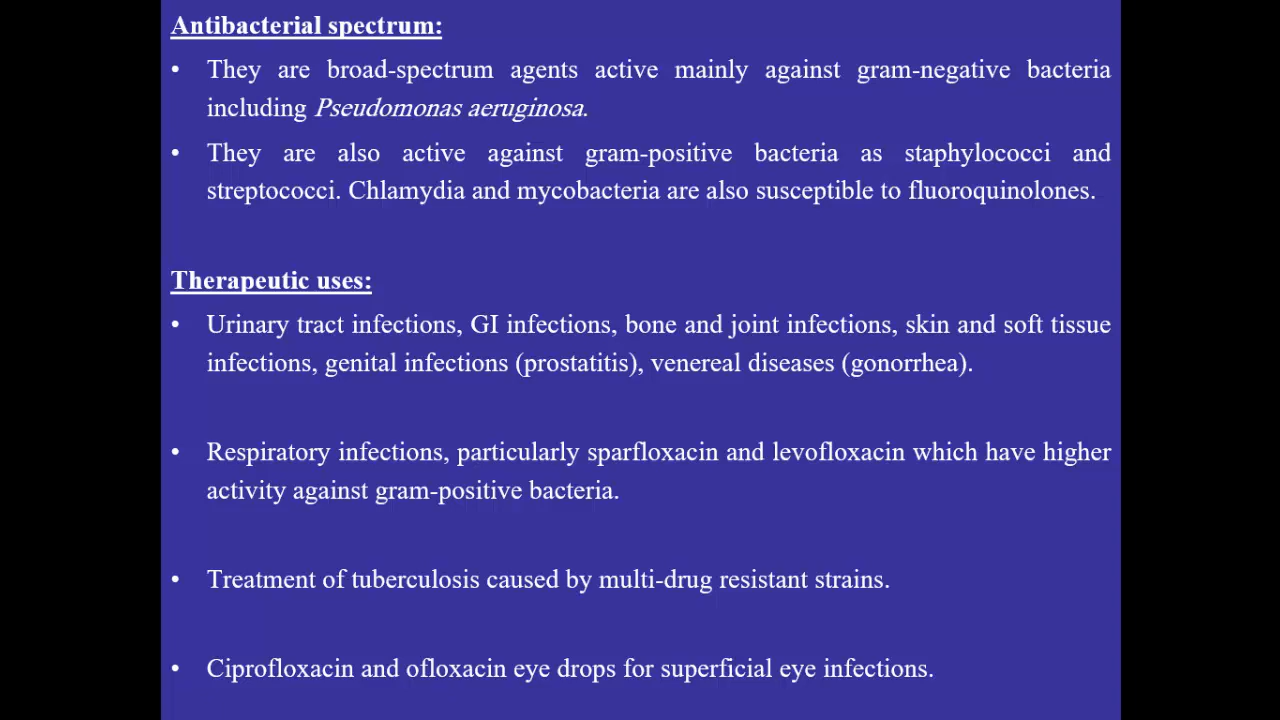 Antibacterial spectrum:
• They are broad-spectrum agents active mainly against gram-negative bacteria
including Pseudomonas aeruginosa.
• They are also active against gram-positive bacteria as staphylococci and
streptococci. Chlamydia and mycobacteria are also susceptible to fluoroquinolones.
Therapeutic uses:
• Urinary tract infections, GI infections, bone and joint infections, skin and soft tissue
infections, genital infections (prostatitis), venereal diseases (gonorrhea).
• Respiratory infections, particularly sparfloxacin and levofloxacin which have higher
activity against gram-positive bacteria.
• Treatment of tuberculosis caused by multi-drug resistant strains.
• Ciprofloxacin and ofloxacin eye drops for superficial eye infections.